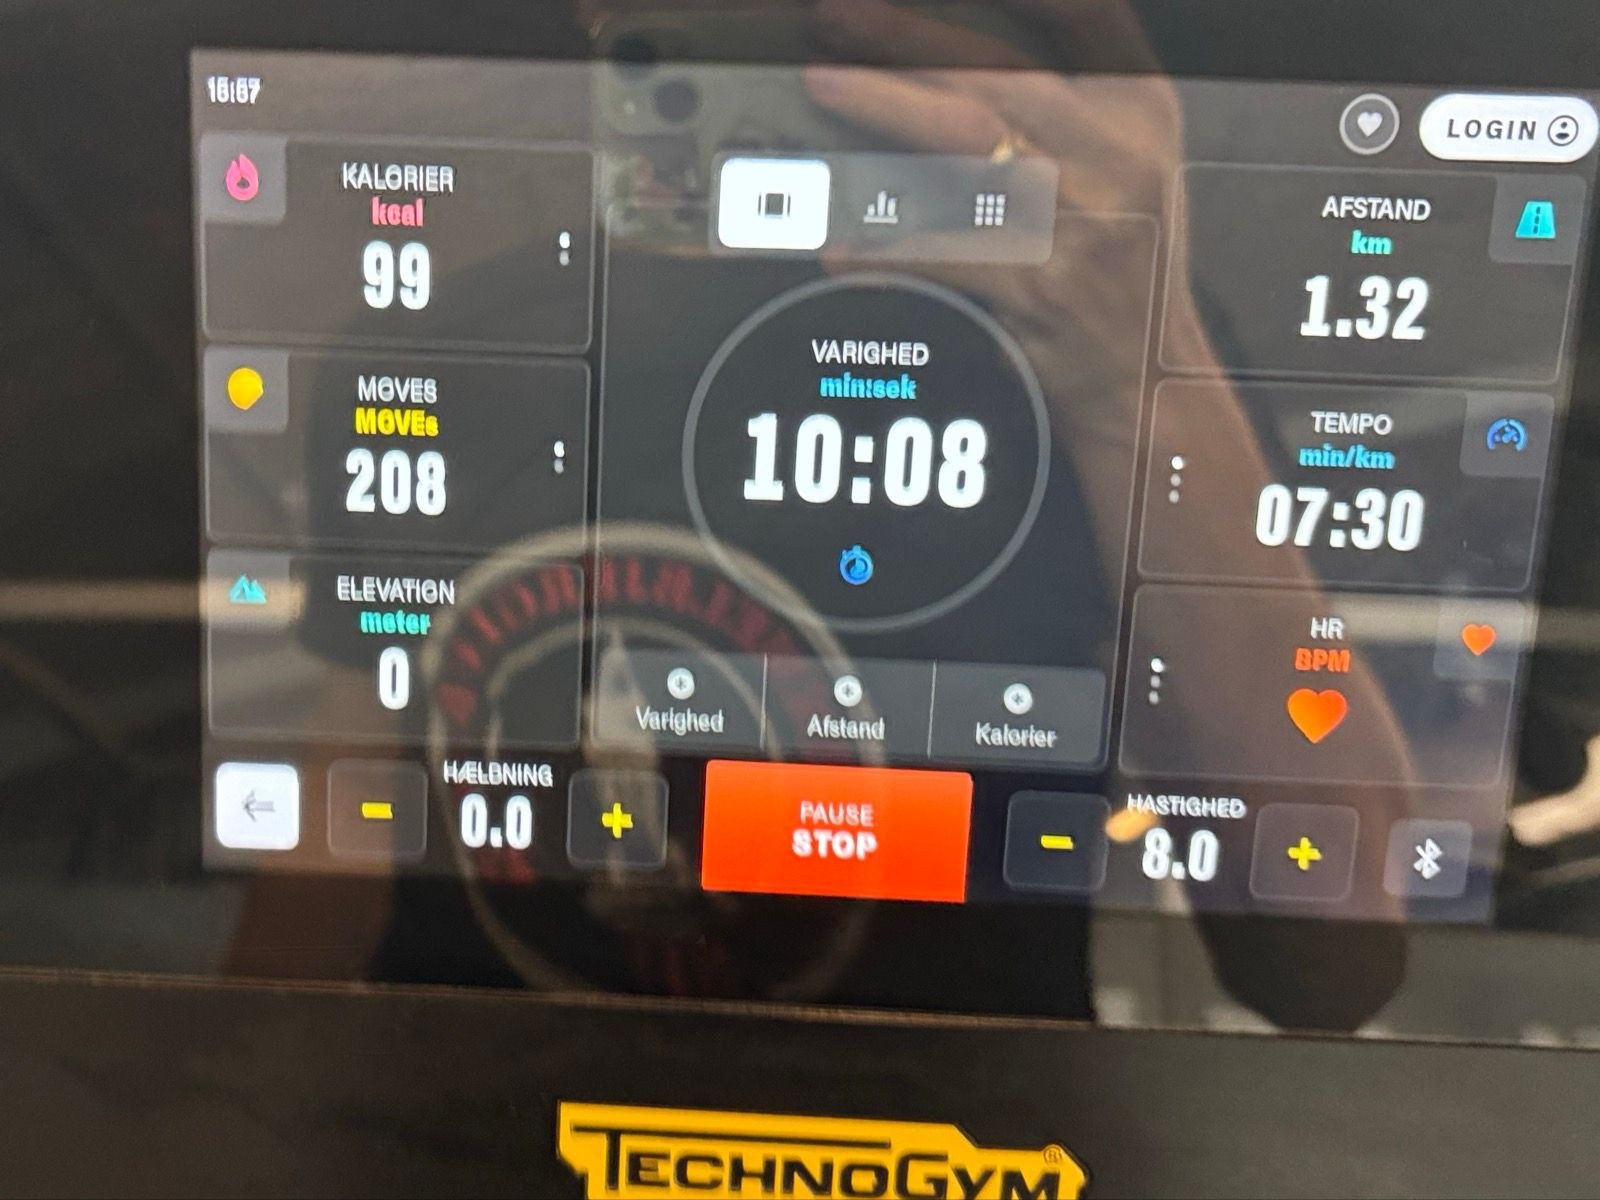 LOGIN
KALORIER
kcal
99
MOVES
MOVEs
208
ELEVATION
meter
0
VARIGHED
min:sek
10:08
Varighed
Afstand
Kalorier
AFSTAND
km
1.32
TEMPO
min/km
07:30
HR
BPM
HÆLDNING
0.0
PAUSE
STOP
HASTIGHED
8.0
TECHNOGYM®